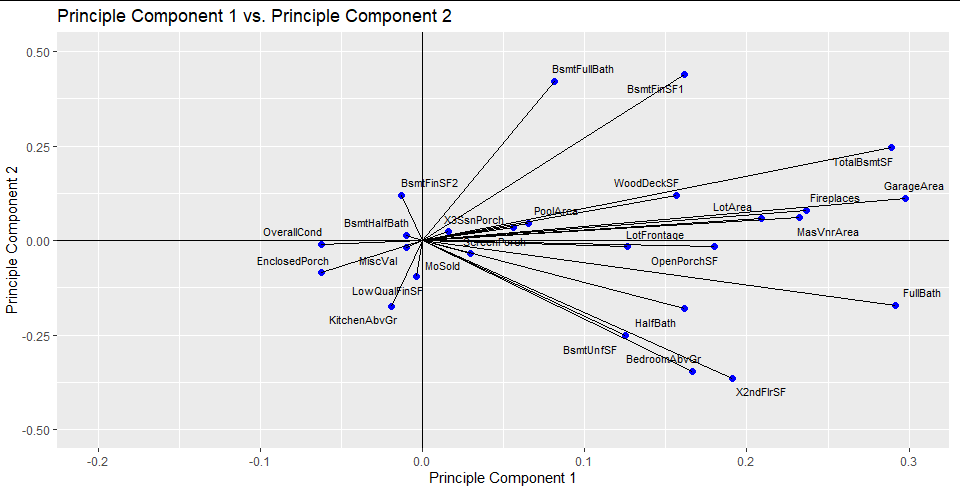 Principle Component 1 vs. Principle Component 2
Principle Component 2
0.50
0.25
0.00
-0.25
-0.50
BsmtFullBath
BsmtFinSF1
TotalBsmtSF
BsmtFinSF2
WoodDeckSF
GarageArea
Fireplaces
LotArea
PoolArea
X3SsnPorch
BsmtHalfBath
OverallCond
MasVnrArea
LotFrontage
ScreenPorch
EnclosedPorch
MiscVal
MoSold
OpenPorchSF
LowQualFinSF
FullBath
KitchenAbvGr
HalfBath
BsmtUnfSF
BedroomAbvGr
X2ndFlrSF
-0.2
-0.1
0.0
0.1
0.2
0.3
Principle Component 1